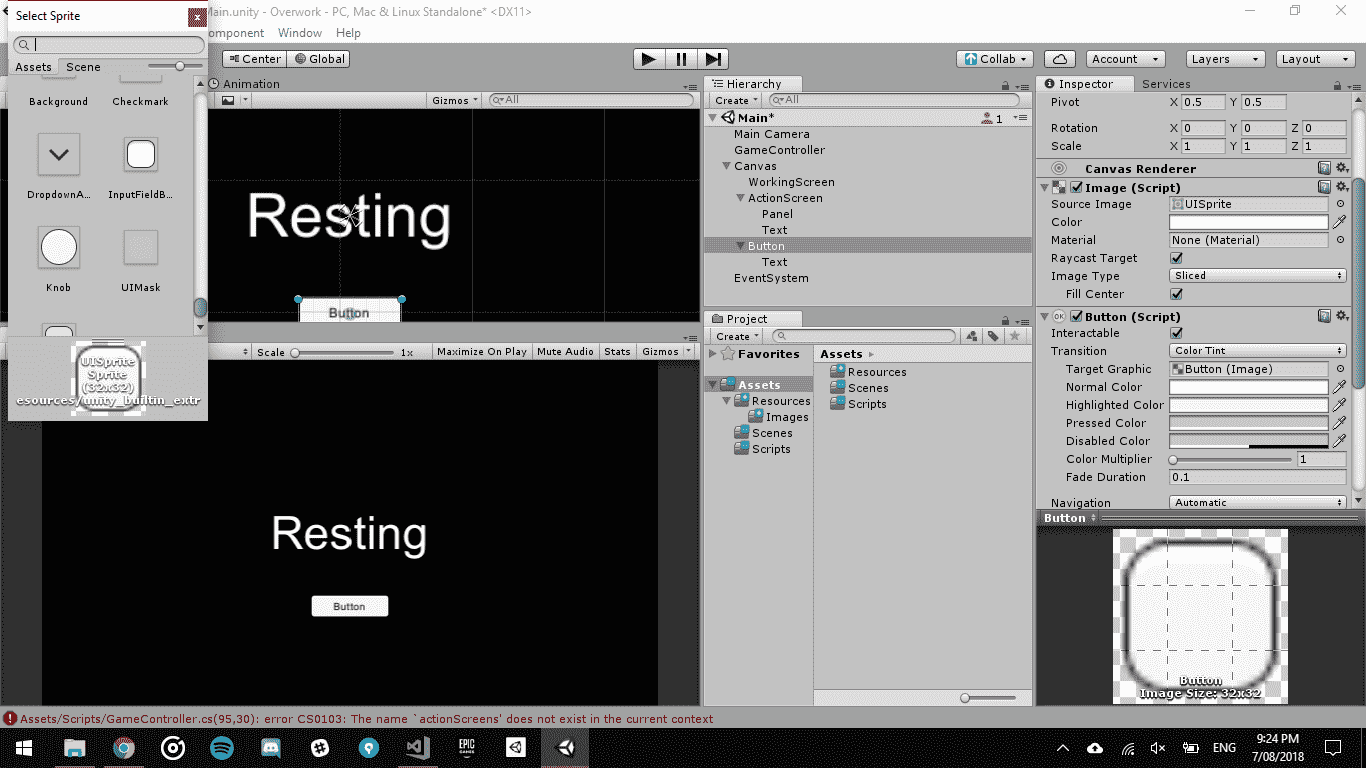 Select Sprite
Main.unity - Overwork - PC, Mac & Linux Standalone* <DX11>
omponent Window Help
Assets Scene
Center Global
Collab Account Layers Layout
Animation
Gizmos All
Background Checkmark
DropdownA... InputFieldB...
Knob UIMask
UISprite
Sprite
(32x32)
esources/unity_builtin_extr
Resting
Button
Scale 1x Maximize On Play Mute Audio Stats Gizmos
Resting
Button
Hierarchy
Create All
Main* 1
Main Camera
GameController
Canvas
WorkingScreen
ActionScreen
Panel
Text
Button
Text
EventSystem
Project
Create
Favorites
Assets
Resources
Images
Scenes
Scripts
Assets
Resources
Scenes
Scripts
Inspector Services
Pivot X 0.5 Y 0.5
Rotation X 0 Y 0 Z 0
Scale X 1 Y 1 Z 1
Canvas Renderer
Image (Script)
Source Image UISprite
Color
Material None (Material)
Raycast Target
Image Type Sliced
Fill Center
OK Button (Script)
Interactable
Transition Color Tint
Target Graphic Button (Image)
Normal Color
Highlighted Color
Pressed Color
Disabled Color
Color Multiplier 1
Fade Duration 0.1
Navigation Automatic
Button
Button
Image Size: 32x32
Assets/Scripts/GameController.cs(95,30): error CS0103: The name `actionScreens' does not exist in the current context
EPIC
GAMES
ENG
9:24 PM
7/08/2018